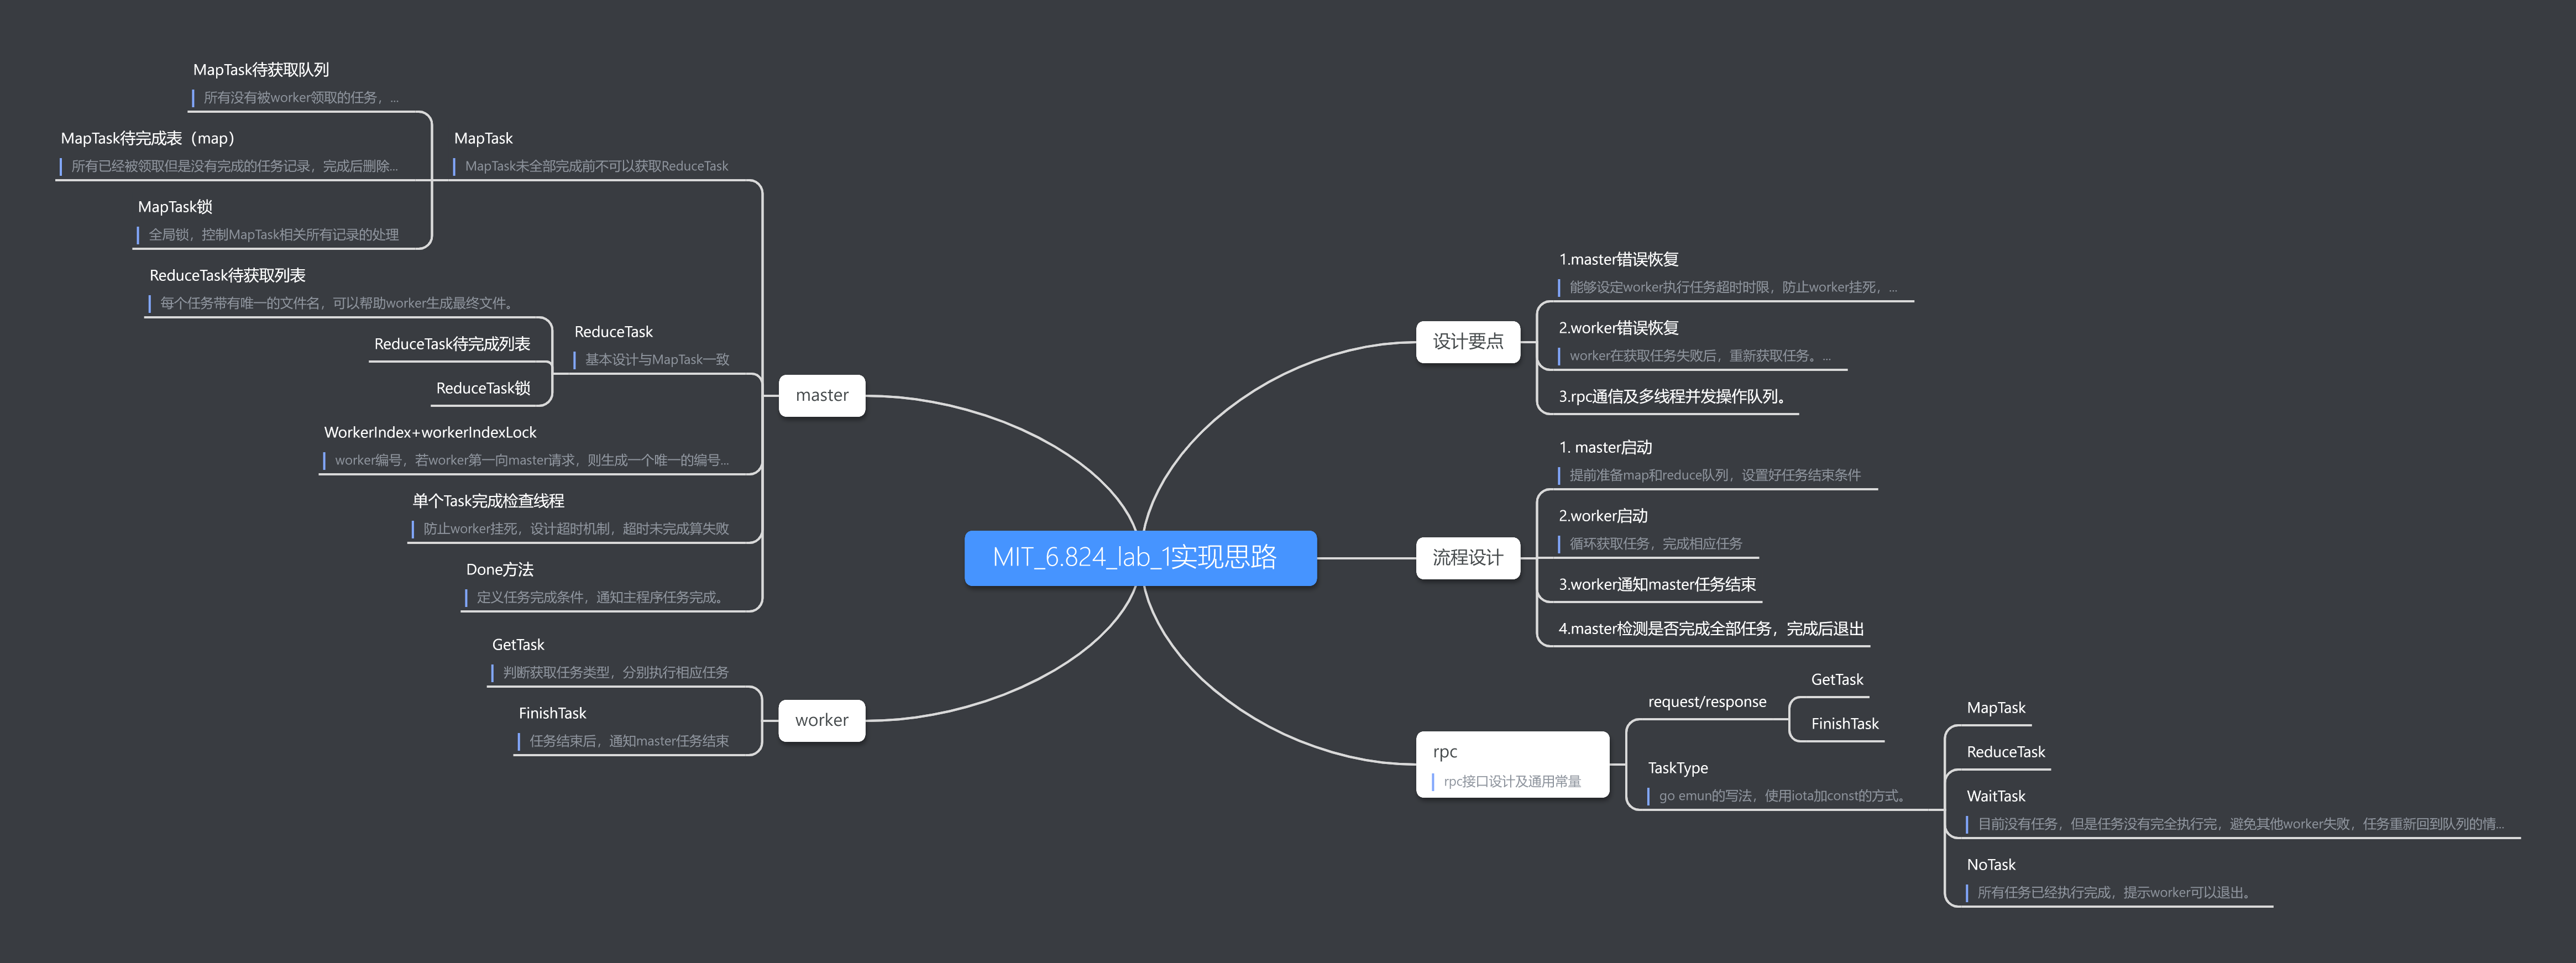 MIT_6.824_lab_1实现思路
设计要点
1.master错误恢复
能够设定worker执行任务超时时限，防止worker挂死，...
2.worker错误恢复
worker在获取任务失败后，重新获取任务。...
3.rpc通信及多线程并发操作队列。
流程设计
1. master启动
提前准备map和reduce队列，设置好任务结束条件
2.worker启动
循环获取任务，完成相应任务
3.worker通知master任务结束
4.master检测是否完成全部任务，完成后退出
rpc
rpc接口设计及通用常量
request/response
GetTask
FinishTask
TaskType
go emun的写法，使用iota加const的方式。
MapTask
ReduceTask
WaitTask
目前没有任务，但是任务没有完全执行完，避免其他worker失败，任务重新回到队列的情...
NoTask
所有任务已经执行完成，提示worker可以退出。
master
MapTask
MapTask未全部完成前不可以获取ReduceTask
MapTask待获取队列
所有没有被worker领取的任务，...
MapTask待完成表（map）
所有已经被领取但是没有完成的任务记录，完成后删除...
MapTask锁
全局锁，控制MapTask相关所有记录的处理
ReduceTask
基本设计与MapTask一致
ReduceTask待获取列表
每个任务带有唯一的文件名，可以帮助worker生成最终文件。
ReduceTask待完成列表
ReduceTask锁
WorkerIndex+workerIndexLock
worker编号，若worker第一向master请求，则生成一个唯一的编号...
单个Task完成检查线程
防止worker挂死，设计超时机制，超时未完成算失败
Done方法
定义任务完成条件，通知主程序任务完成。
worker
GetTask
判断获取任务类型，分别执行相应任务
FinishTask
任务结束后，通知master任务结束